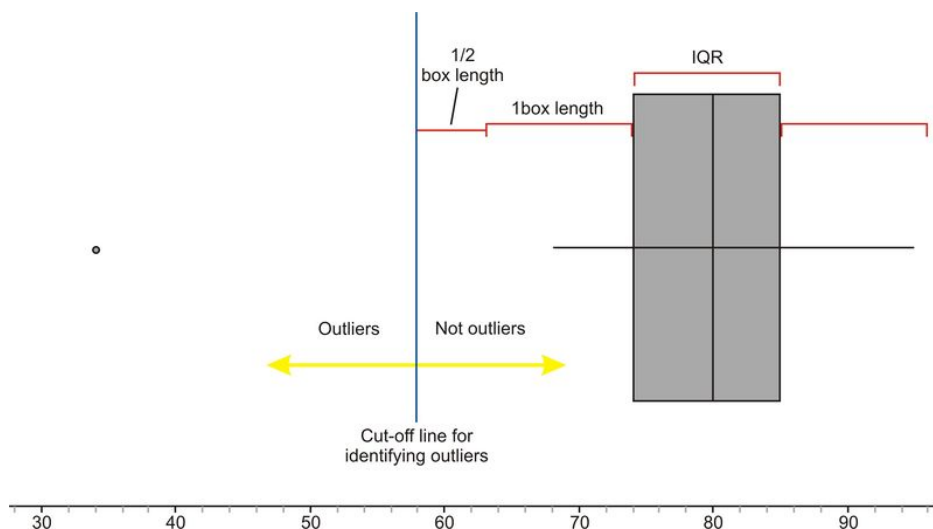 1/2
box length
IQR
1box length
Outliers
Not outliers
Cut-off line for
identifying outliers
30 40 50 60 70 80 90